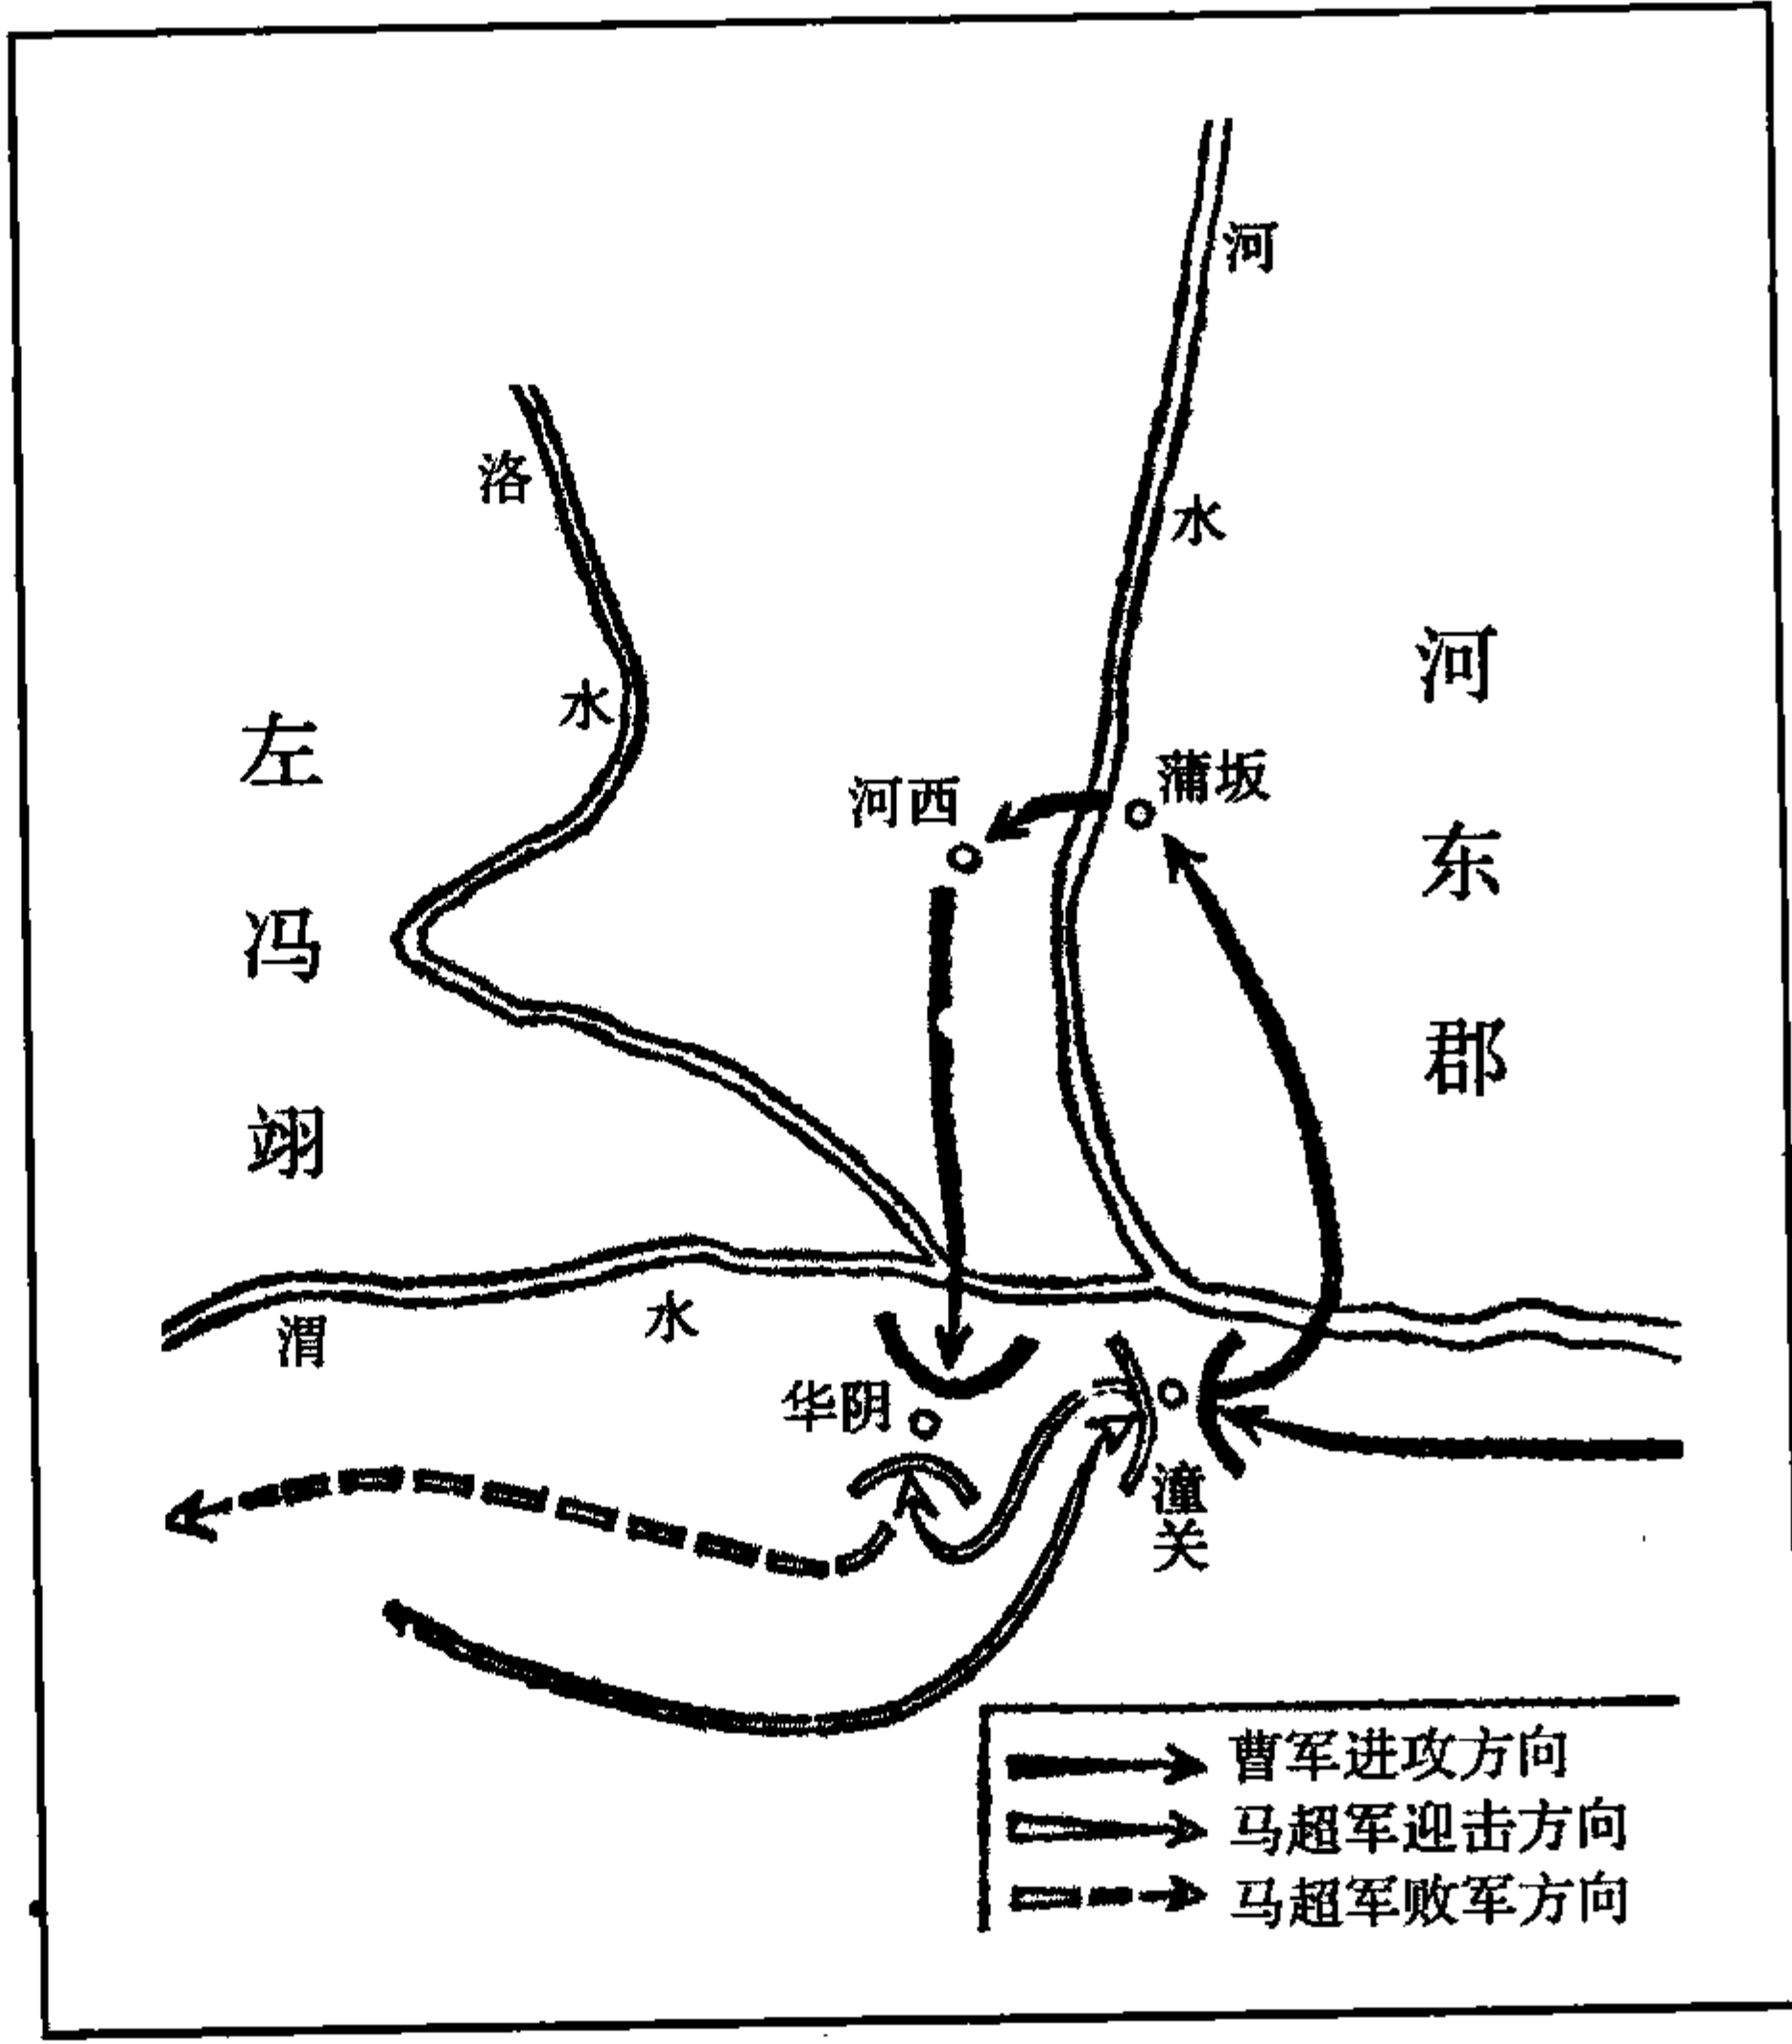 河水
洛水
河东郡
左冯翊
蒲坂
河西
渭水
华阴
潼关
曹军进攻方向
马超军迎击方向
马超军败军方向